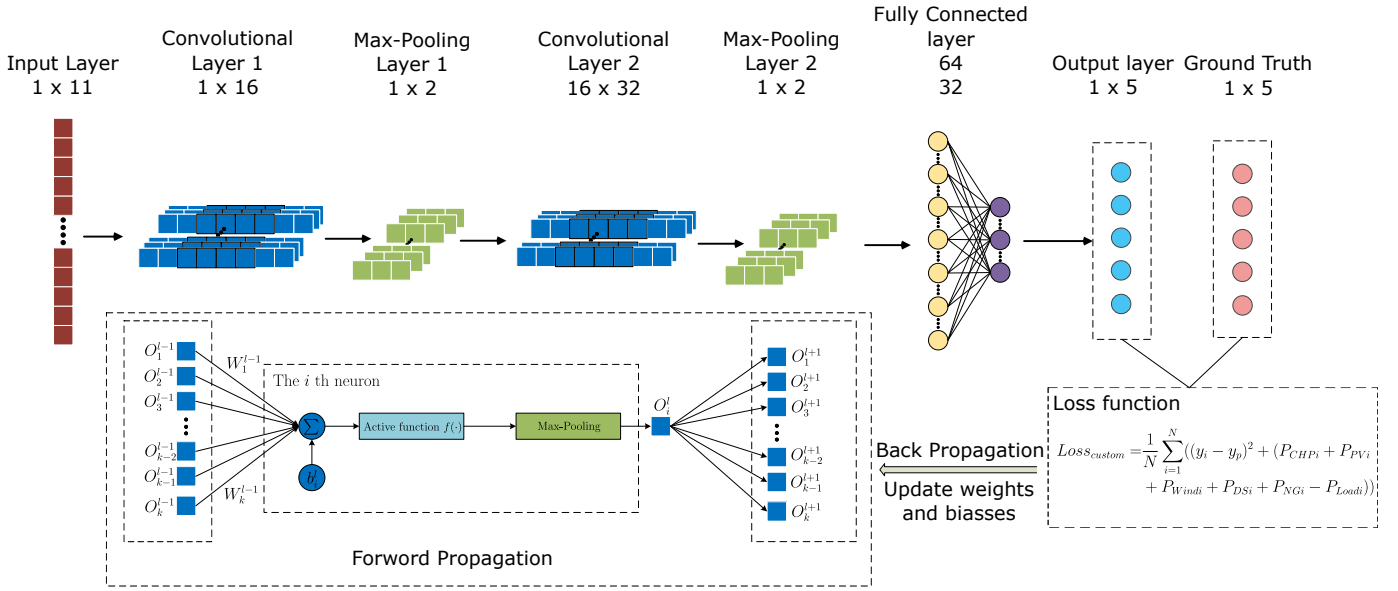 Input Layer
1 x 11
Convolutional
Layer 1
1 x 16
Max-Pooling
Layer 1
1 x 2
Convolutional
Layer 2
16 x 32
Max-Pooling
Layer 2
1 x 2
Fully Connected
layer
64
32
Output layer
1 x 5
Ground Truth
1 x 5
O_1^{l-1}
O_2^{l-1}
O_3^{l-1}
O_{k-2}^{l-1}
O_{k-1}^{l-1}
O_k^{l-1}
W_1^{l-1}
W_k^{l-1}
The i th neuron
∑
b_i^l
Active function f(·)
Max-Pooling
O_i^l
O_1^{l+1}
O_2^{l+1}
O_3^{l+1}
O_{k-2}^{l+1}
O_{k-1}^{l+1}
O_k^{l+1}
Forword Propagation
Back Propagation
Update weights
and biasses
Loss function
Loss_{custom} = \frac{1}{N} \sum_{i=1}^{N} ((y_i − y_p)^2 + (P_{CHPi} + P_{PVi}
+ P_{Windi} + P_{DSi} + P_{NGi} − P_{Loadi}))